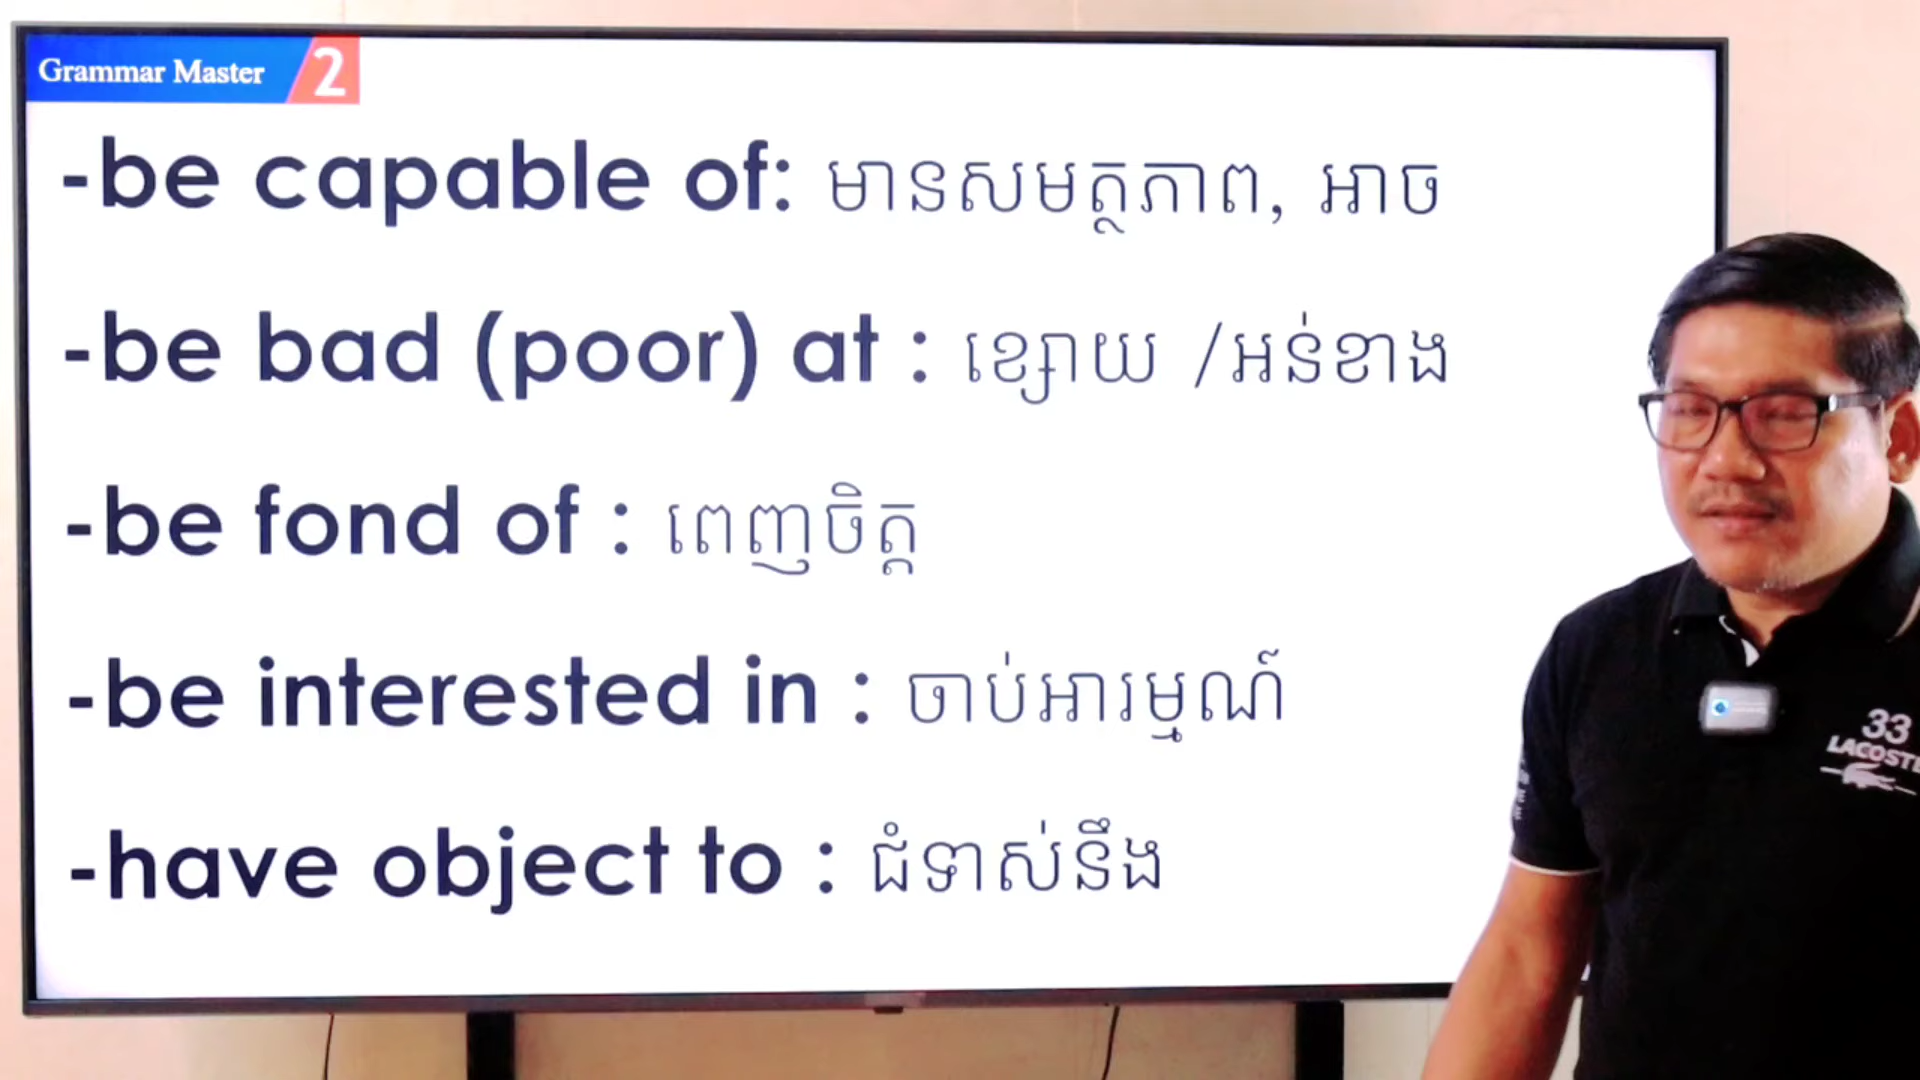 Grammar Master 2
-be capable of: មានសមត្ថភាព, អាច
-be bad (poor) at : ខ្សោយ /អន់ខាង
-be fond of : ពេញចិត្ត
-be interested in : ចាប់អារម្មណ៍
-have object to : ជំទាស់នឹង
33
LACOSTE